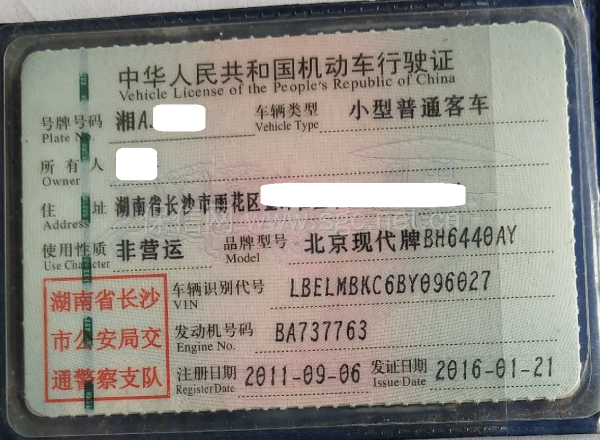 中华人民共和国机动车行驶证
Vehicle License of the People's Republic of China
号牌号码 湘A 车辆类型 小型普通客车
Plate No. Vehicle Type
所有人
Owner
住址 湖南省长沙市雨花区
Address
使用性质 非营运 品牌型号 北京现代牌BH6440AY
Use Character Model
车辆识别代号 LBELMBKC6BY096027
VIN
发动机号码 BA737763
Engine No.
注册日期 2011-09-06 发证日期 2016-01-21
Register Date Issue Date
湖南省长沙
市公安局交
通警察支队